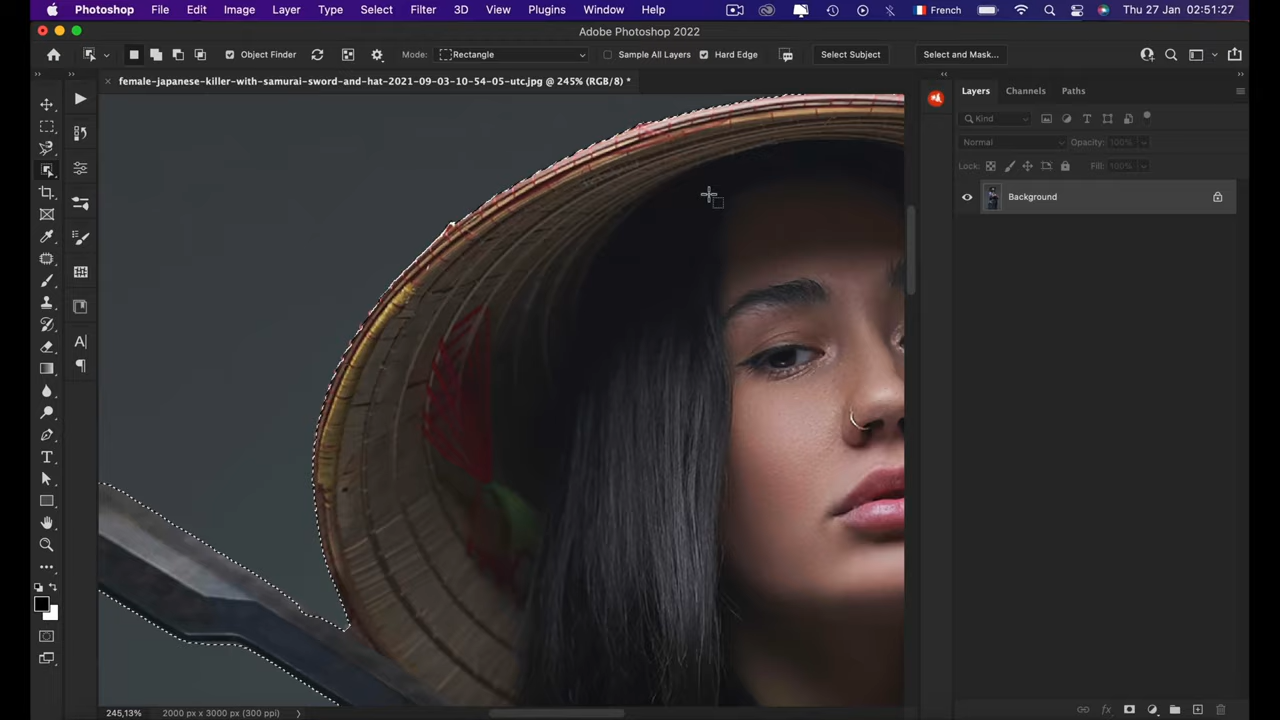 Photoshop File Edit Image Layer Type Select Filter 3D View Plugins Window Help French Thu 27 Jan 02:51:27
Adobe Photoshop 2022
Object Finder Mode: Rectangle Sample All Layers Hard Edge Select Subject Select and Mask...
female-japanese-killer-with-samurai-sword-and-hat-2021-09-03-10-54-05-utc.jpg @ 245% (RGB/8) *
Layers Channels Paths
Kind
Normal Opacity: 100%
Lock: Fill: 100%
Background
245,13% 2000 px x 3000 px (300 ppi)